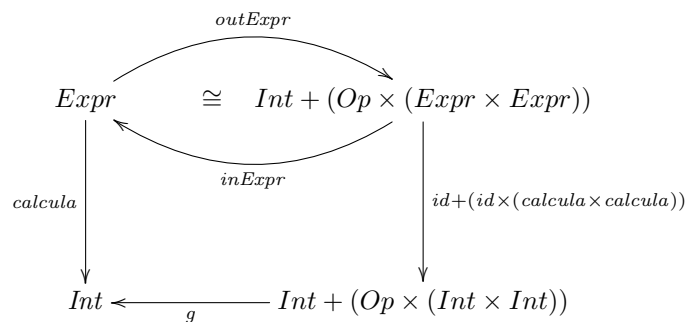 outExpr
Expr ≅ Int + (Op × (Expr × Expr))
inExpr
calcula id+(id×(calcula×calcula))
Int Int + (Op × (Int × Int))
g